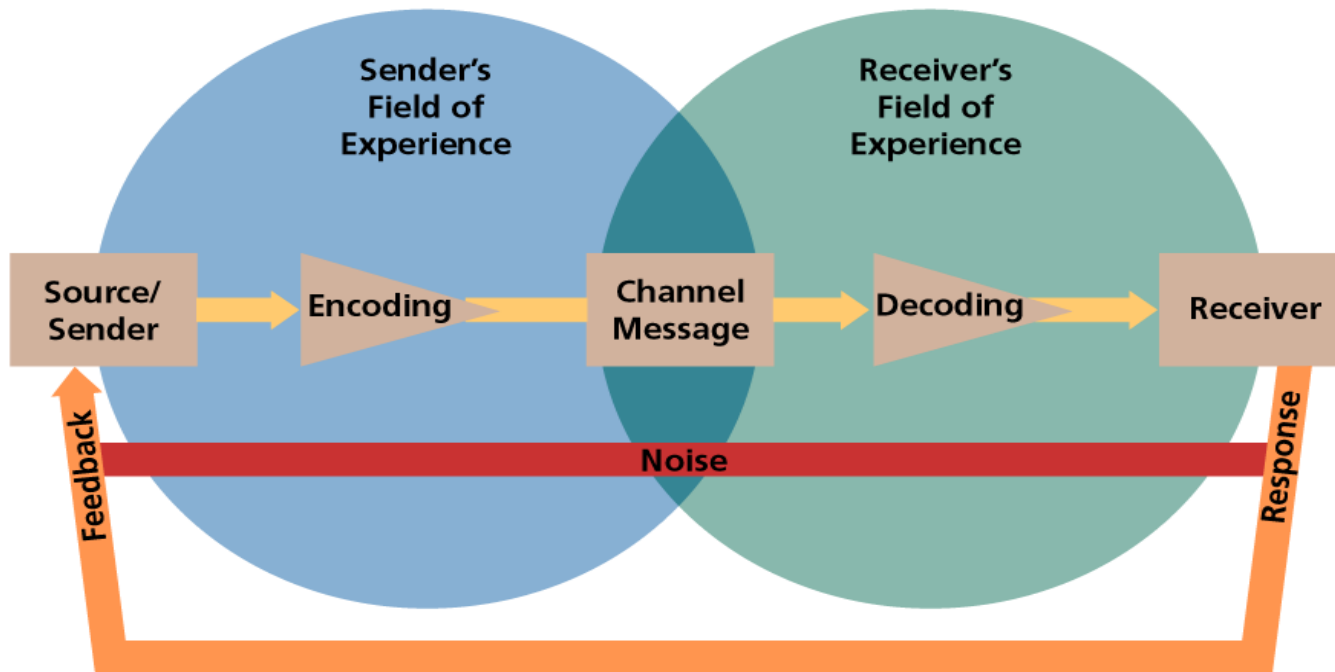 Sender's
Field of
Experience
Receiver's
Field of
Experience
Source/
Sender
Encoding
Channel
Message
Decoding
Receiver
Feedback
Noise
Response